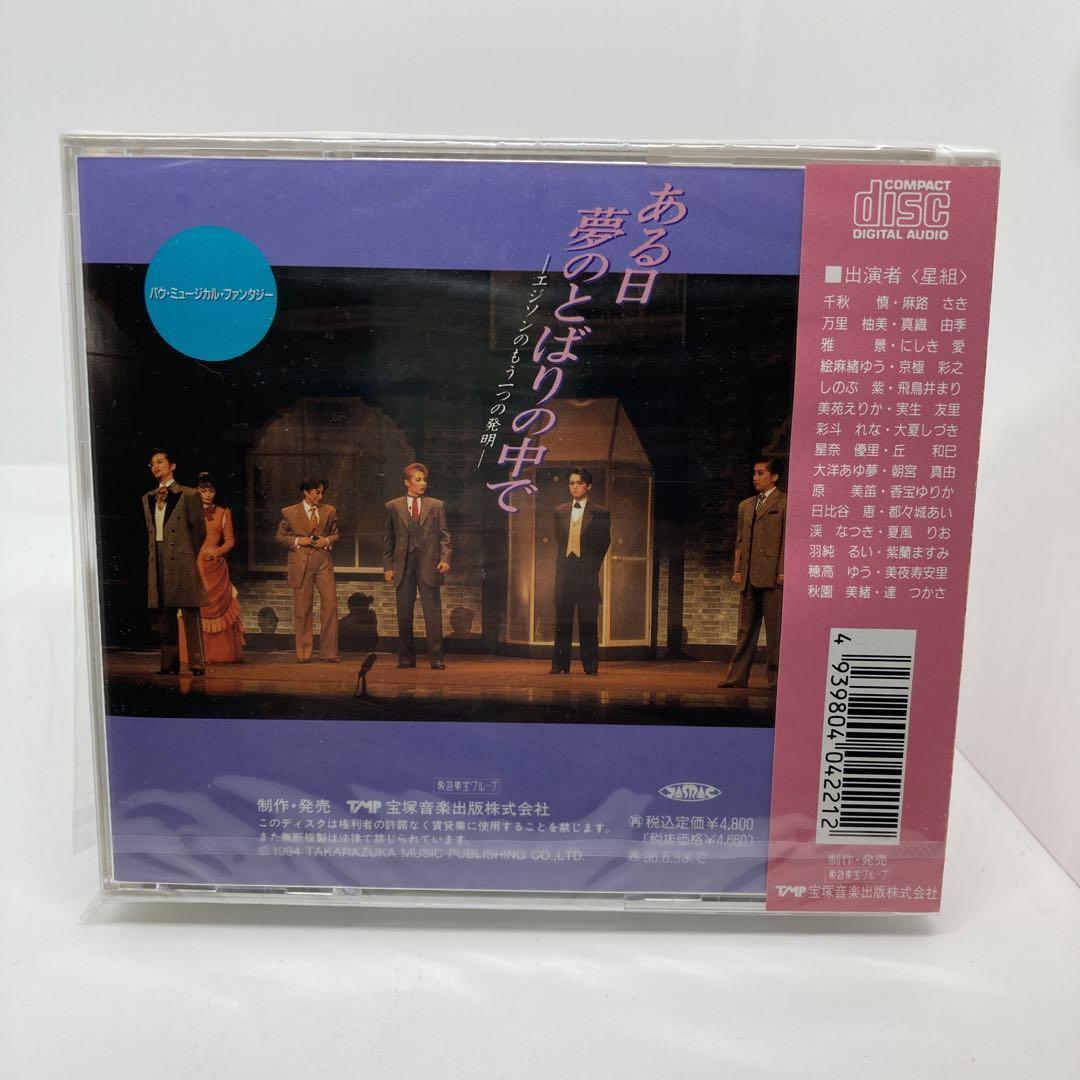 バウ・ミュージカル・ファンタジー
ある日
夢のとばりの中で
―エジソンのもう一つの発明―
阪急東宝グループ
制作・発売 TMP 宝塚音楽出版株式会社
このディスクは権利者の許諾なく賃貸業に使用することを禁じます。
また無断複製は法律で禁じられています
© 1994 TAKARAZUKA MUSIC PUBLISHING CO.,LTD.
JASRAC
再税込定価¥4,800
〔税抜価格¥4,660〕
COMPACT
disc
DIGITAL AUDIO
■出演者〈星組〉
千秋 慎・麻路 さき
万里 柚美・真織 由季
雅 景・にしき 愛
絵麻緒ゆう・京極 彩之
しのぶ 紫・飛鳥井まり
美苑えりか・実生 友里
彩斗 れな・大夏しづき
星奈 優里・丘 和巳
大洋あゆ夢・朝宮 真由
原 美笛・香宝ゆりか
日比谷 恵・都々城あい
渓 なつき・夏風 りお
羽純 るい・紫蘭ますみ
穂高 ゆう・美夜寿安里
秋園 美緒・達 つかさ
4939804042212
制作・発売
阪急東宝グループ
TMP 宝塚音楽出版株式会社